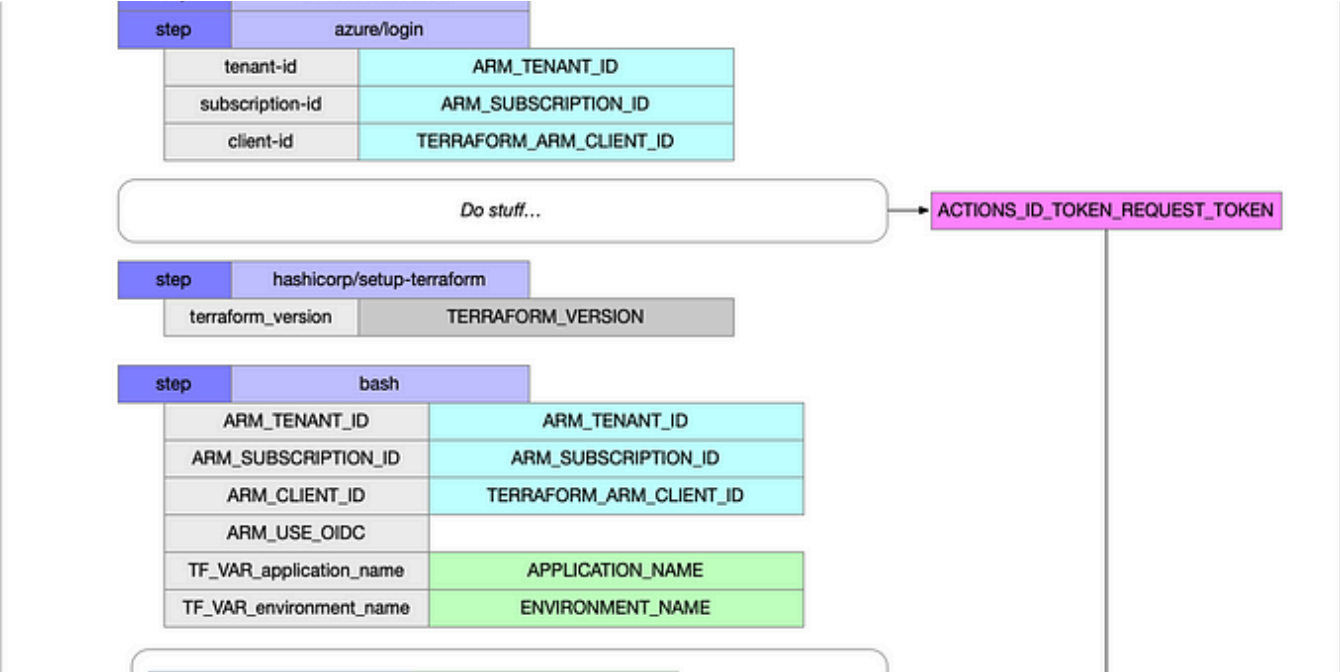 step azure/login
tenant-id ARM_TENANT_ID
subscription-id ARM_SUBSCRIPTION_ID
client-id TERRAFORM_ARM_CLIENT_ID
Do stuff... ACTIONS_ID_TOKEN_REQUEST_TOKEN
step hashicorp/setup-terraform
terraform_version TERRAFORM_VERSION
step bash
ARM_TENANT_ID ARM_TENANT_ID
ARM_SUBSCRIPTION_ID ARM_SUBSCRIPTION_ID
ARM_CLIENT_ID TERRAFORM_ARM_CLIENT_ID
ARM_USE_OIDC
TF_VAR_application_name APPLICATION_NAME
TF_VAR_environment_name ENVIRONMENT_NAME